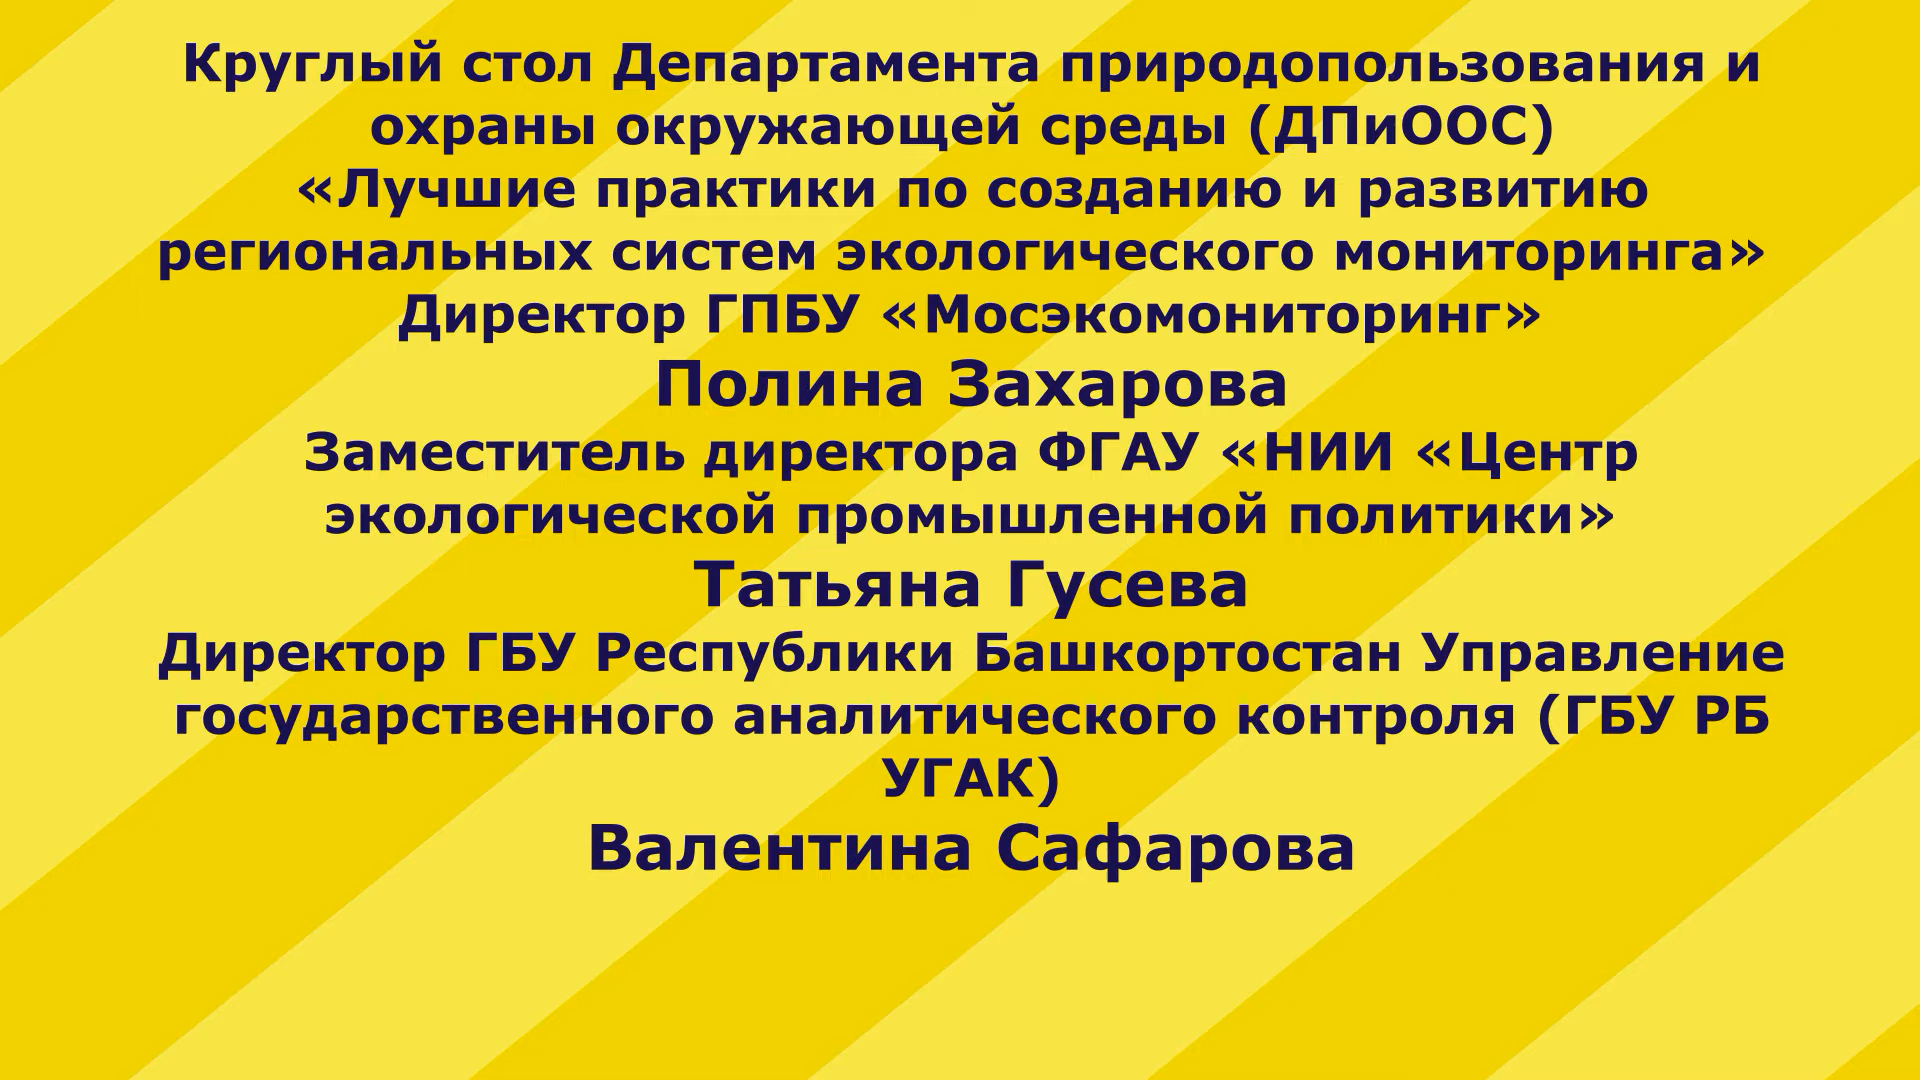 Круглый стол Департамента природопользования и
охраны окружающей среды (ДПиООС)
«Лучшие практики по созданию и развитию
региональных систем экологического мониторинга»
Директор ГПБУ «Мосэкомониторинг»
Полина Захарова
Заместитель директора ФГАУ «НИИ «Центр
экологической промышленной политики»
Татьяна Гусева
Директор ГБУ Республики Башкортостан Управление
государственного аналитического контроля (ГБУ РБ
УГАК)
Валентина Сафарова